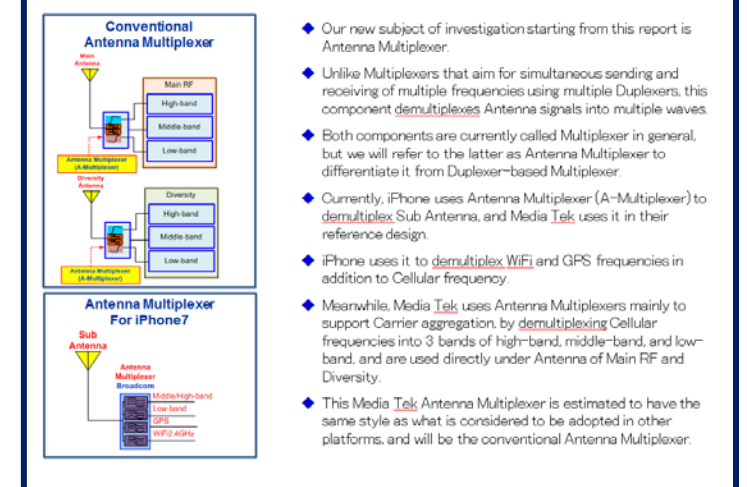 Conventional
Antenna Multiplexer
Main
Antenna
Main RF
High-band
Middle-band
Low-band
Antenna Multiplexer
(A-Multiplexer)
Diversity
Antenna
Diversity
High-band
Middle-band
Low-band
Antenna Multiplexer
(A-Multiplexer)
Antenna Multiplexer
For iPhone7
Sub
Antenna
Antenna
Multiplexer
Broadcom
Middle/High-band
Low-band
GPS
WiFi2.4GHz
Our new subject of investigation starting from this report is
Antenna Multiplexer.
Unlike Multiplexers that aim for simultaneous sending and
receiving of multiple frequencies using multiple Duplexers, this
component demultiplexes Antenna signals into multiple waves.
Both components are currently called Multiplexer in general,
but we will refer to the latter as Antenna Multiplexer to
differentiate it from Duplexer-based Multiplexer.
Currently, iPhone uses Antenna Multiplexer (A-Multiplexer) to
demultiplex Sub Antenna, and Media Tek uses it in their
reference design.
iPhone uses it to demultiplex WiFi and GPS frequencies in
addition to Cellular frequency.
Meanwhile, Media Tek uses Antenna Multiplexers mainly to
support Carrier aggregation, by demultiplexing Cellular
frequencies into 3 bands of high-band, middle-band, and low-
band, and are used directly under Antenna of Main RF and
Diversity.
This Media Tek Antenna Multiplexer is estimated to have the
same style as what is considered to be adopted in other
platforms, and will be the conventional Antenna Multiplexer.